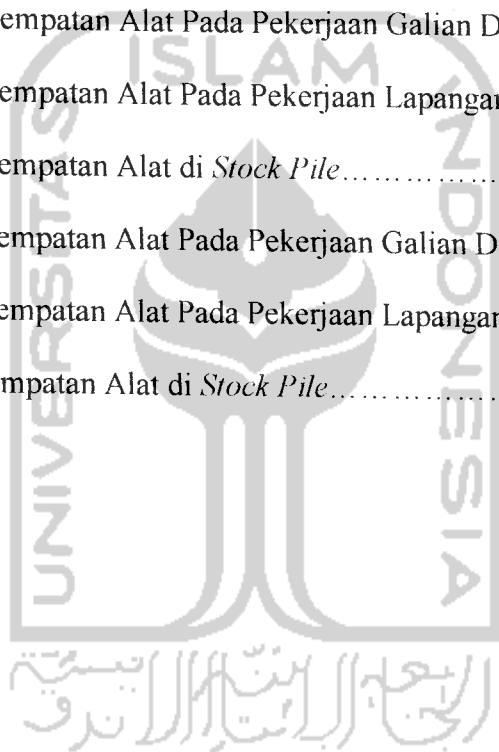 empatan Alat Pada Pekerjaan Galian D
ISLAM
empatan Alat Pada Pekerjaan Lapangan
empatan Alat di Stock Pile..................
empatan Alat Pada Pekerjaan Galian D
empatan Alat Pada Pekerjaan Lapangan
empatan Alat di Stock Pile..................
UNIVERSITAS
INDONESIA